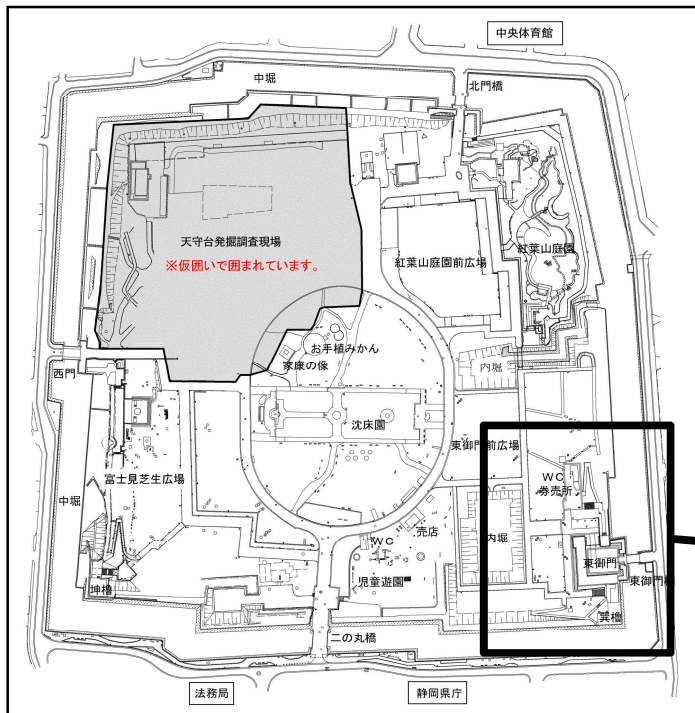 中央体育館
中堀
北門橋
天守台発掘調査現場
※仮囲いで囲まれています。
紅葉山庭園前広場
紅葉山庭園
お手植みかん
家康の像
西門
内堀
沈床園
東御門前広場
富士見芝生広場
WC
券売所
中堀
売店
WC
内堀
児童遊園
東御門
東御門橋
坤櫓
巽櫓
二の丸橋
法務局
静岡県庁